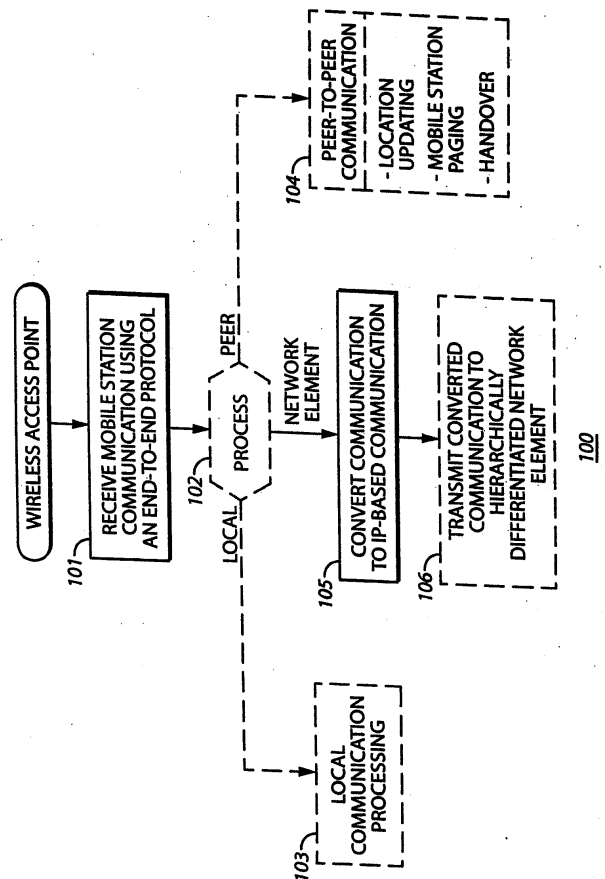 WIRELESS ACCESS POINT
101
RECEIVE MOBILE STATION
COMMUNICATION USING
AN END-TO-END PROTOCOL
102
PROCESS
LOCAL
PEER
NETWORK
ELEMENT
103
LOCAL
COMMUNICATION
PROCESSING
104
PEER-TO-PEER
COMMUNICATION
- LOCATION
UPDATING
- MOBILE STATION
PAGING
- HANDOVER
105
CONVERT COMMUNICATION
TO IP-BASED COMMUNICATION
106
TRANSMIT CONVERTED
COMMUNICATION TO
HIERARCHICALLY
DIFFERENTIATED NETWORK
ELEMENT
100